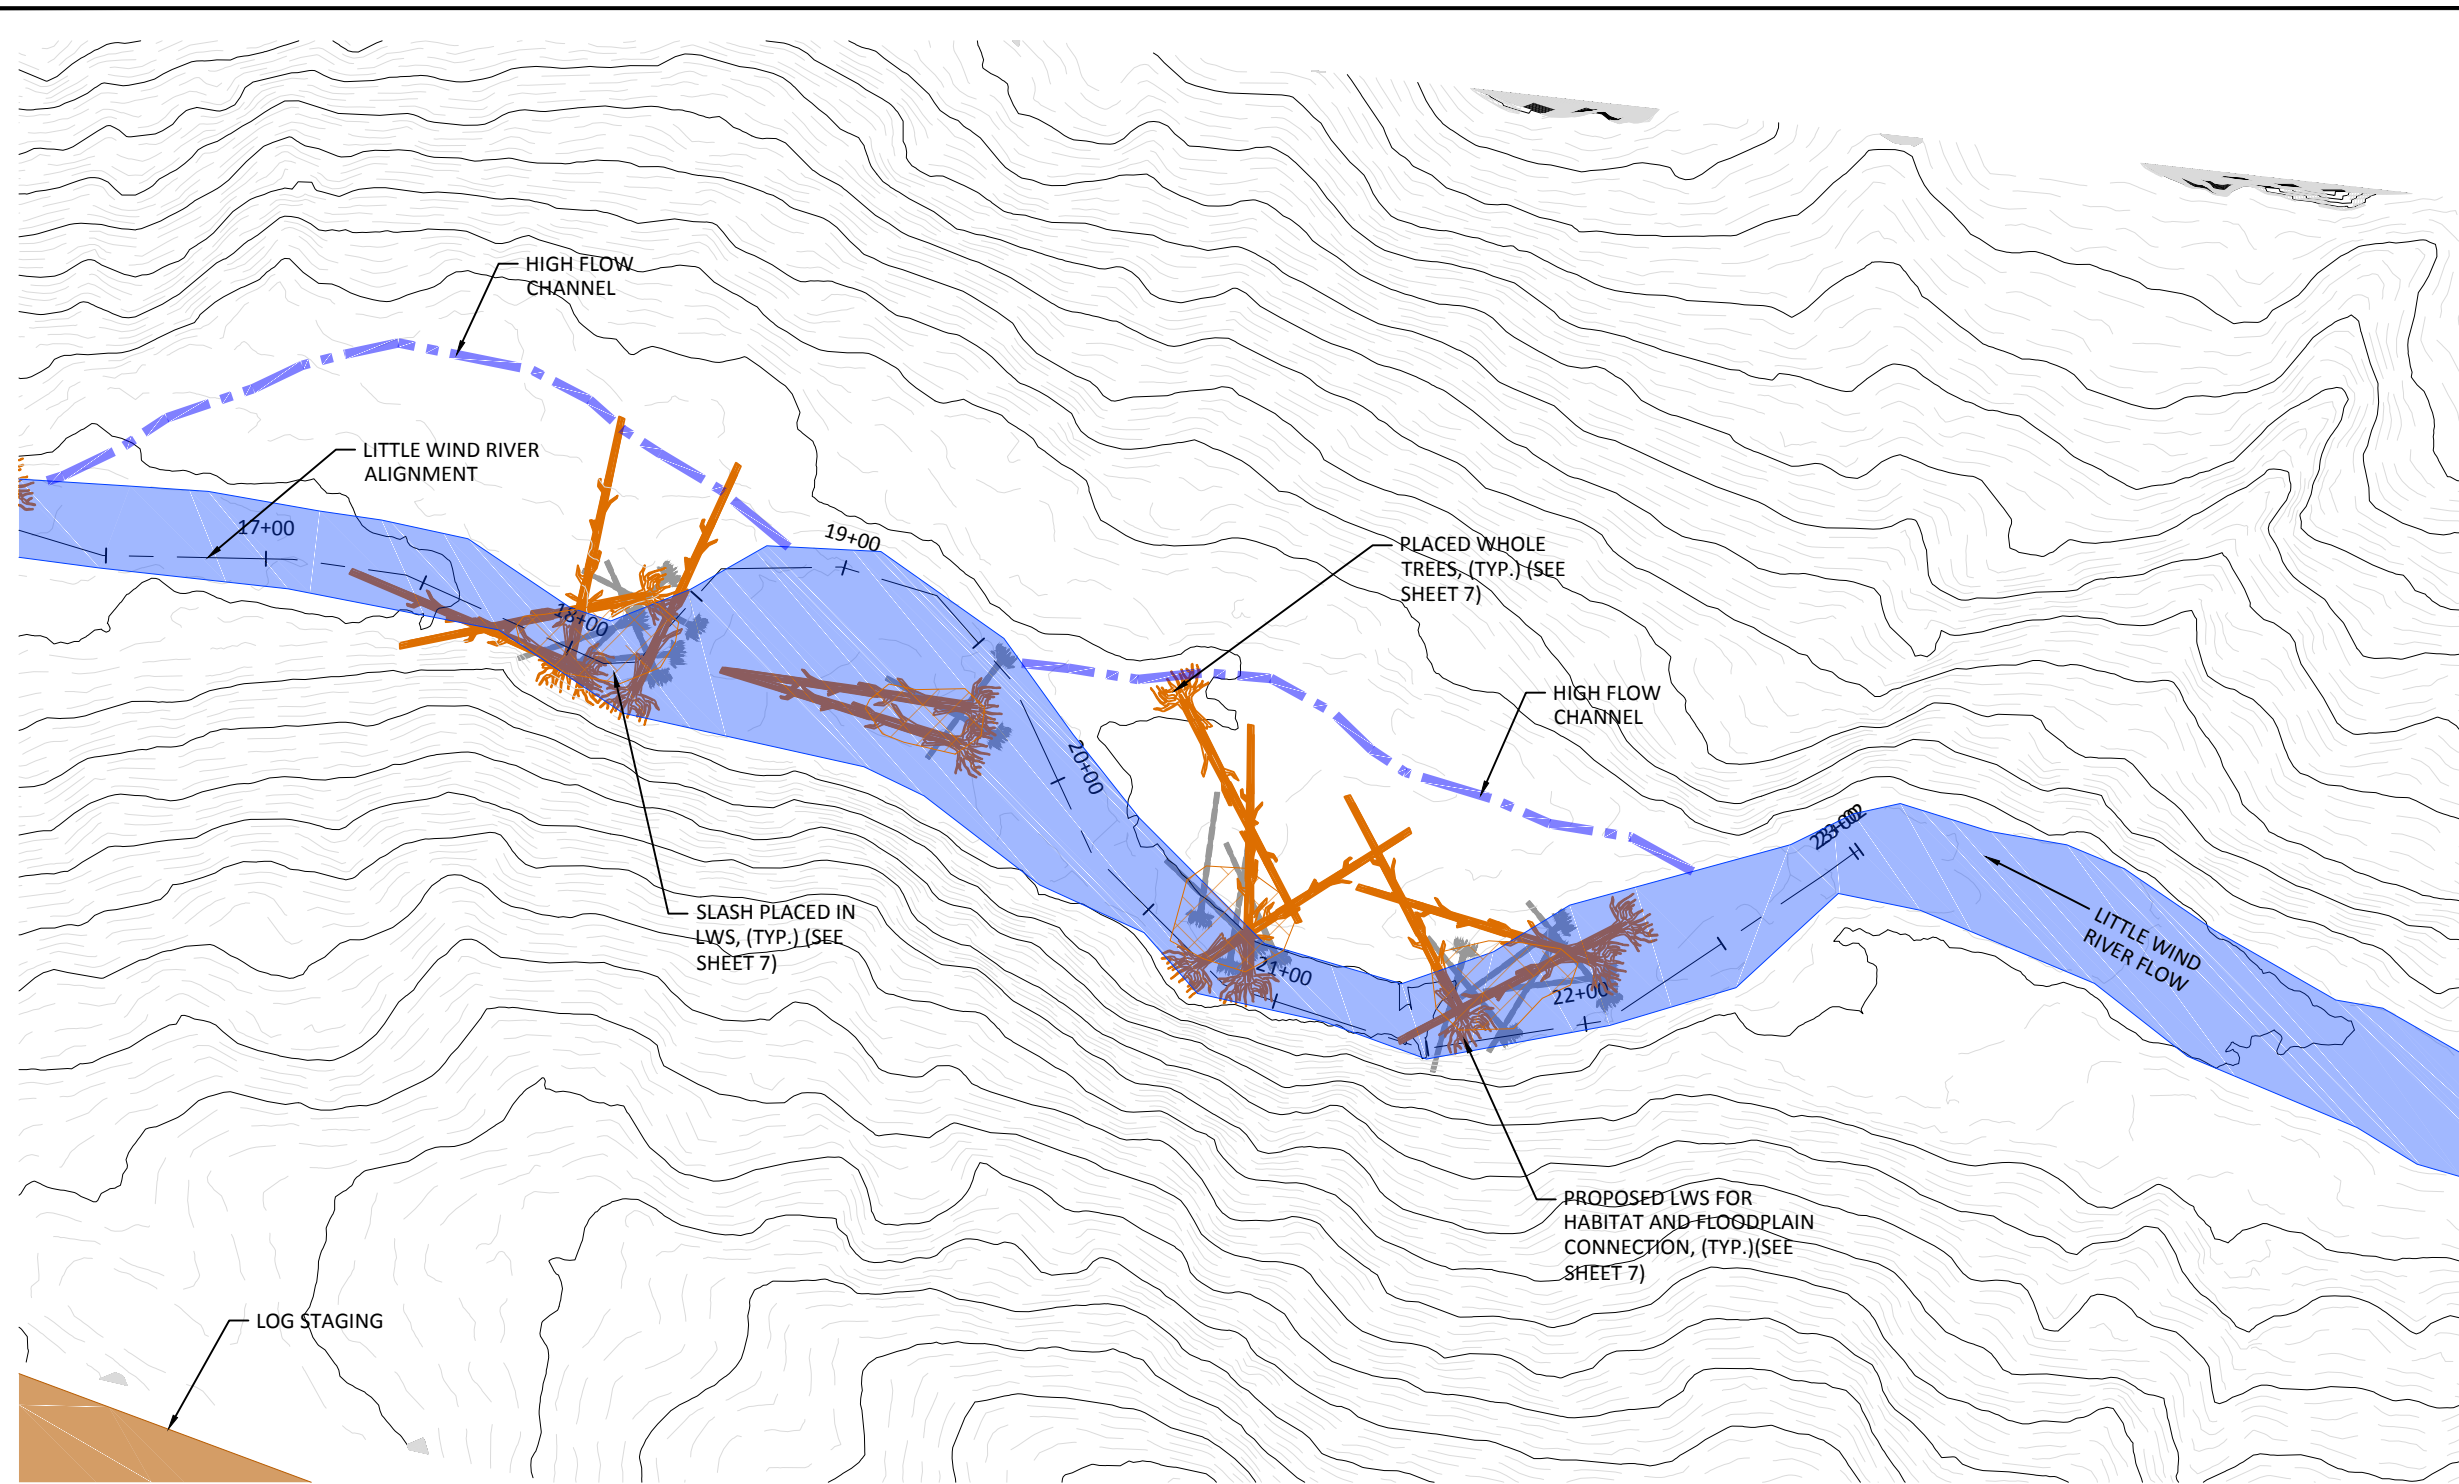 HIGH FLOW
CHANNEL
LITTLE WIND RIVER
ALIGNMENT
17+00
18+00
19+00
20+00
PLACED WHOLE
TREES, (TYP.) (SEE
SHEET 7)
HIGH FLOW
CHANNEL
SLASH PLACED IN
LWS, (TYP.) (SEE
SHEET 7)
21+00
22+00
LITTLE WIND
RIVER FLOW
PROPOSED LWS FOR
HABITAT AND FLOODPLAIN
CONNECTION, (TYP.)(SEE
SHEET 7)
LOG STAGING